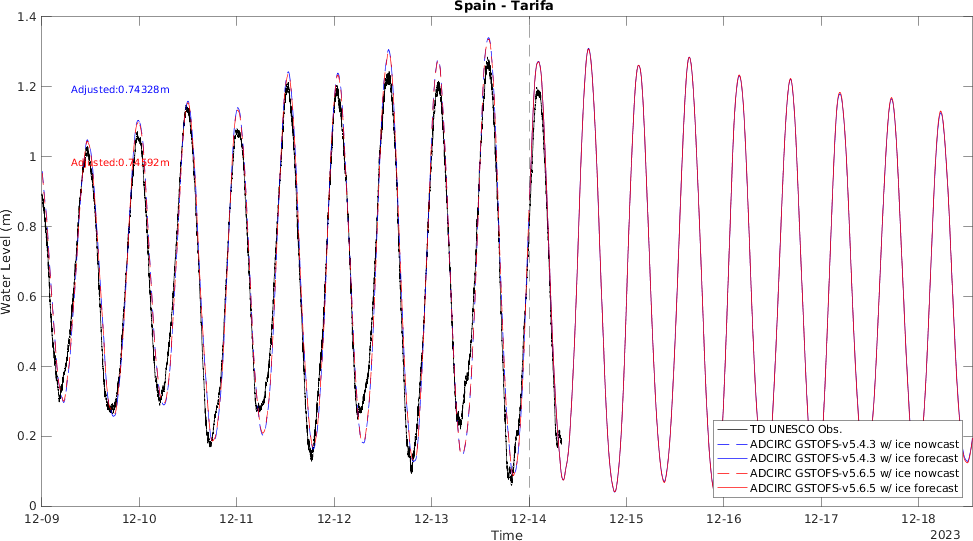 Spain - Tarifa
1.4
1.2
1
0.8
0.6
0.4
0.2
0
Water Level (m)
Adjusted:0.74328m
Adjusted:0.74592m
TD UNESCO Obs.
ADCIRC GSTOFS-v5.4.3 w/ ice nowcast
ADCIRC GSTOFS-v5.4.3 w/ ice forecast
ADCIRC GSTOFS-v5.6.5 w/ ice nowcast
ADCIRC GSTOFS-v5.6.5 w/ ice forecast
12-09 12-10 12-11 12-12 12-13 12-14 12-15 12-16 12-17 12-18
Time
2023